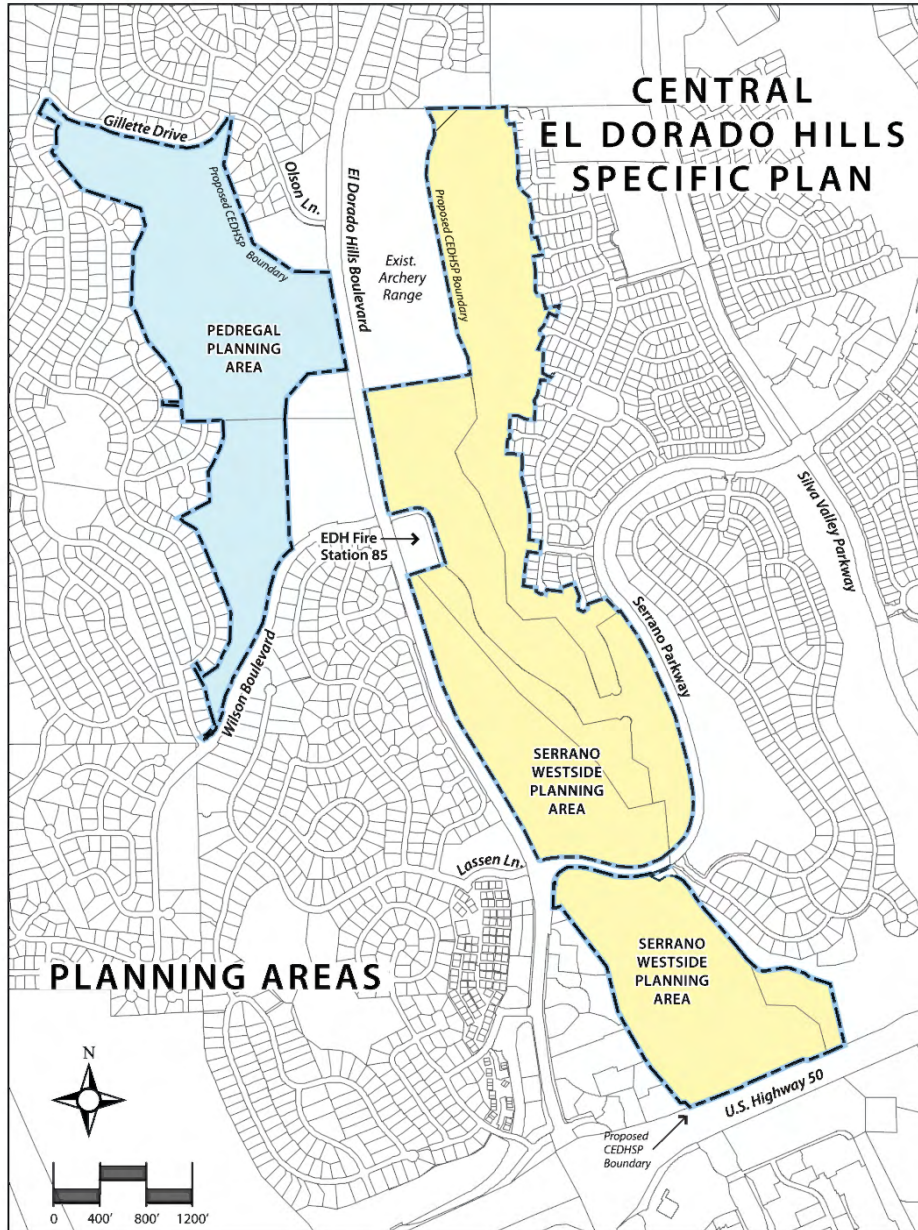 CENTRAL
EL DORADO HILLS
SPECIFIC PLAN
Gillette Drive
Olson Ln.
Proposed CEDHSP Boundary
El Dorado Hills Boulevard
Proposed CEDHSP Boundary
Exist.
Archery
Range
PEDREGAL
PLANNING
AREA
Silva Valley Parkway
EDH Fire
Station 85
Serrano Parkway
Wilson Boulevard
SERRANO
WESTSIDE
PLANNING
AREA
Lassen Ln.
SERRANO
WESTSIDE
PLANNING
AREA
PLANNING AREAS
N
U.S. Highway 50
Proposed
CEDHSP
Boundary
0 400' 800' 1200'